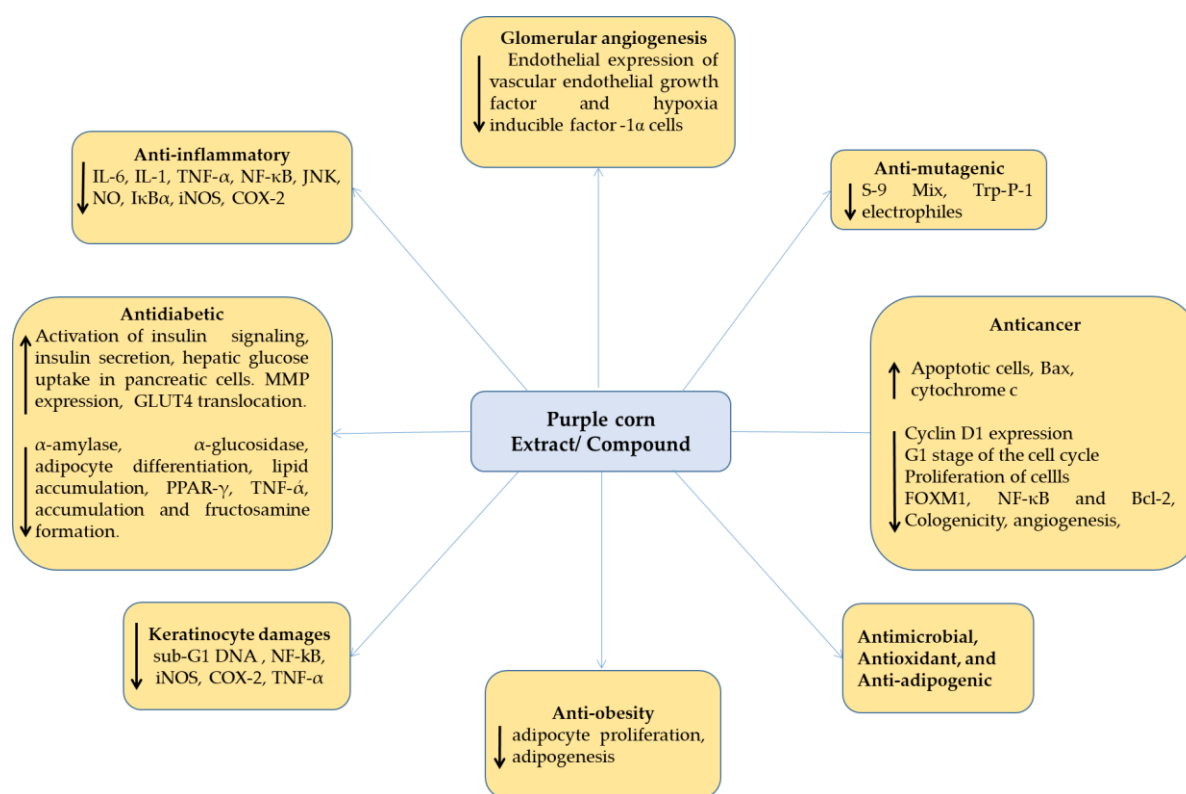 Glomerular angiogenesis
Endothelial expression of
vascular endothelial growth
factor and hypoxia
inducible factor -1α cells
Anti-inflammatory
IL-6, IL-1, TNF-α, NF-κB, JNK,
NO, IκBα, iNOS, COX-2
Anti-mutagenic
S-9 Mix, Trp-P-1
electrophiles
Antidiabetic
Activation of insulin signaling,
insulin secretion, hepatic glucose
uptake in pancreatic cells. MMP
expression, GLUT4 translocation.
α-amylase, α-glucosidase,
adipocyte differentiation, lipid
accumulation, PPAR-γ, TNF-ά,
accumulation and fructosamine
formation.
Purple corn
Extract/ Compound
Anticancer
Apoptotic cells, Bax,
cytochrome c
Cyclin D1 expression
G1 stage of the cell cycle
Proliferation of cellls
FOXM1, NF-κB and Bcl-2,
Cologenicity, angiogenesis,
Keratinocyte damages
sub-G1 DNA , NF-kB,
iNOS, COX-2, TNF-α
Anti-obesity
adipocyte proliferation,
adipogenesis
Antimicrobial,
Antioxidant, and
Anti-adipogenic